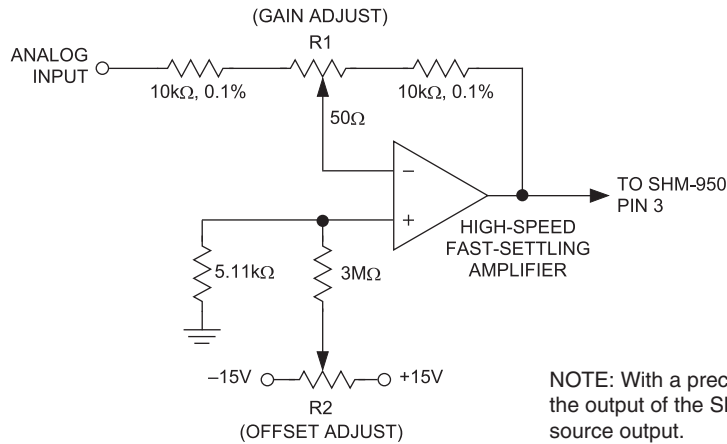 (GAIN ADJUST)
R1
ANALOG
INPUT
10kΩ, 0.1%
10kΩ, 0.1%
50Ω
−
+
TO SHM-950
PIN 3
HIGH-SPEED
FAST-SETTLING
AMPLIFIER
5.11kΩ
3MΩ
–15V
+15V
R2
(OFFSET ADJUST)
NOTE: With a prec
the output of the S
source output.